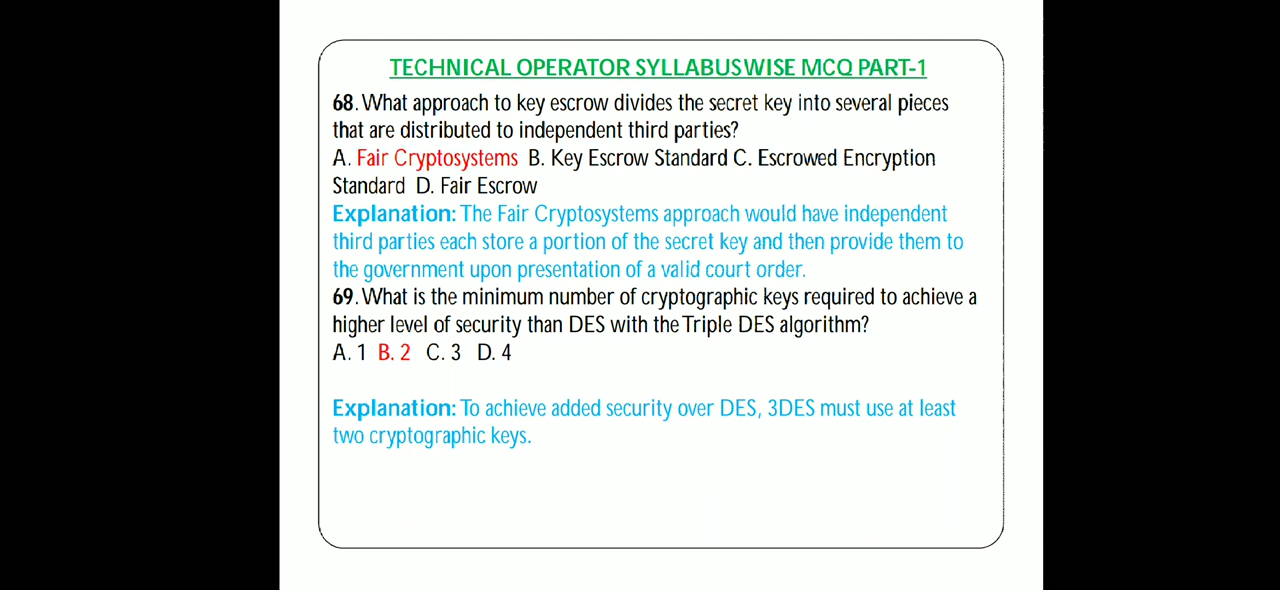 TECHNICAL OPERATOR SYLLABUSWISE MCQ PART-1
68. What approach to key escrow divides the secret key into several pieces
that are distributed to independent third parties?
A. Fair Cryptosystems B. Key Escrow Standard C. Escrowed Encryption
Standard D. Fair Escrow
Explanation: The Fair Cryptosystems approach would have independent
third parties each store a portion of the secret key and then provide them to
the government upon presentation of a valid court order.
69. What is the minimum number of cryptographic keys required to achieve a
higher level of security than DES with the Triple DES algorithm?
A. 1 B. 2 C. 3 D. 4
Explanation: To achieve added security over DES, 3DES must use at least
two cryptographic keys.